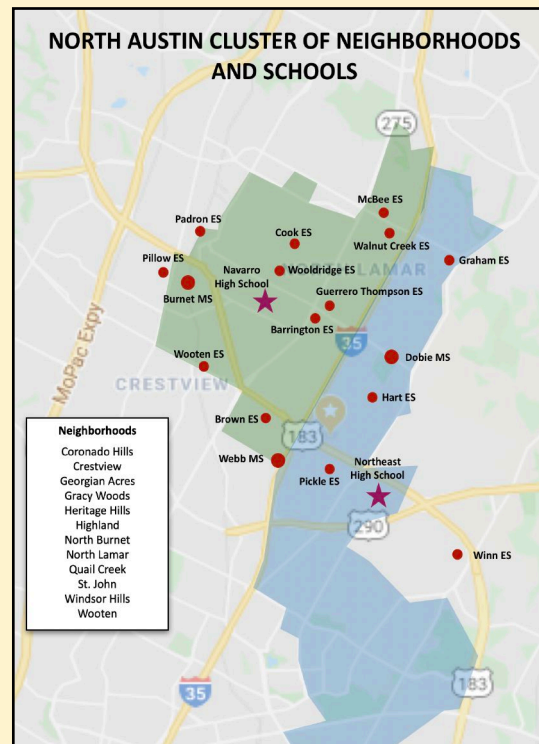 NORTH AUSTIN CLUSTER OF NEIGHBORHOODS
AND SCHOOLS
275
McBee ES
Padron ES
Cook ES
Walnut Creek ES
Pillow ES
Navarro
High School
Wooldridge ES
NORTH LAMAR
Graham ES
Burnet MS
Guerrero Thompson ES
Barrington ES
35
Dobie MS
Wooten ES
MoPac Expy
CRESTVIEW
Hart ES
Brown ES
183
Webb MS
Northeast
High School
Pickle ES
290
Winn ES
Neighborhoods
Coronado Hills
Crestview
Georgian Acres
Gracy Woods
Heritage Hills
Highland
North Burnet
North Lamar
Quail Creek
St. John
Windsor Hills
Wooten
35
183